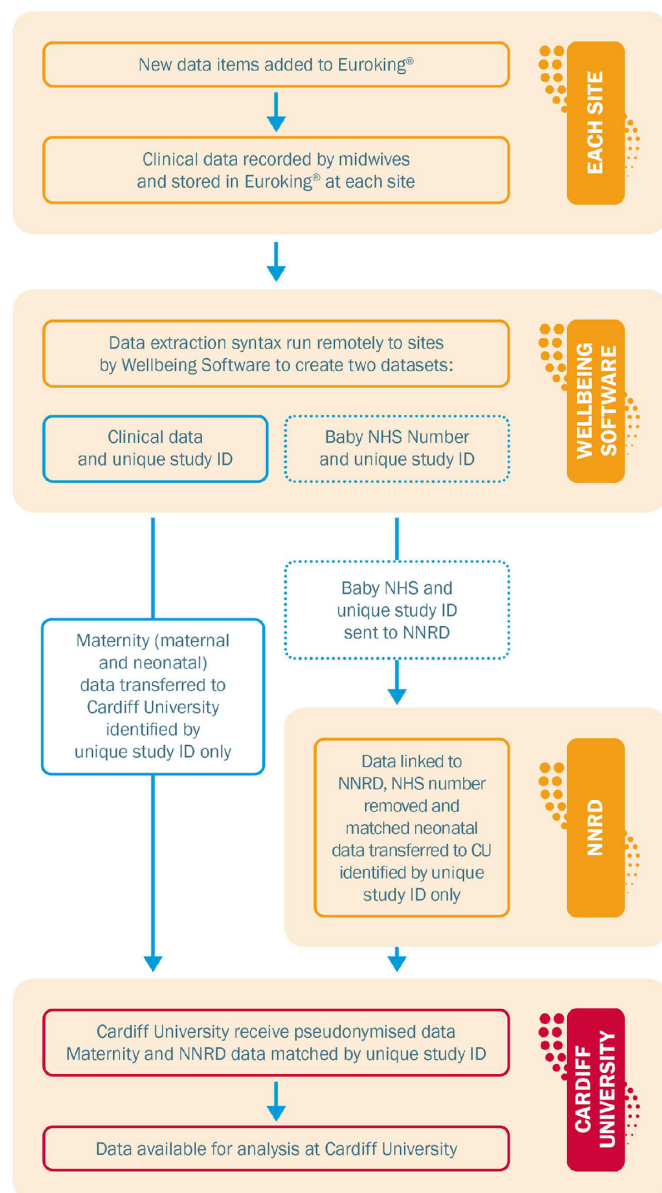 New data items added to Euroking®
Clinical data recorded by midwives
and stored in Euroking® at each site
EACH SITE
Data extraction syntax run remotely to sites
by Wellbeing Software to create two datasets:
Clinical data
and unique study ID
Baby NHS Number
and unique study ID
WELLBEING
SOFTWARE
Baby NHS and
unique study ID
sent to NNRD
Maternity (maternal
and neonatal)
data transferred to
Cardiff University
identified by
unique study ID only
Data linked to
NNRD, NHS number
removed and
matched neonatal
data transferred to CU
identified by unique
study ID only
NNRD
Cardiff University receive pseudonymised data
Maternity and NNRD data matched by unique study ID
Data available for analysis at Cardiff University
CARDIFF
UNIVERSITY